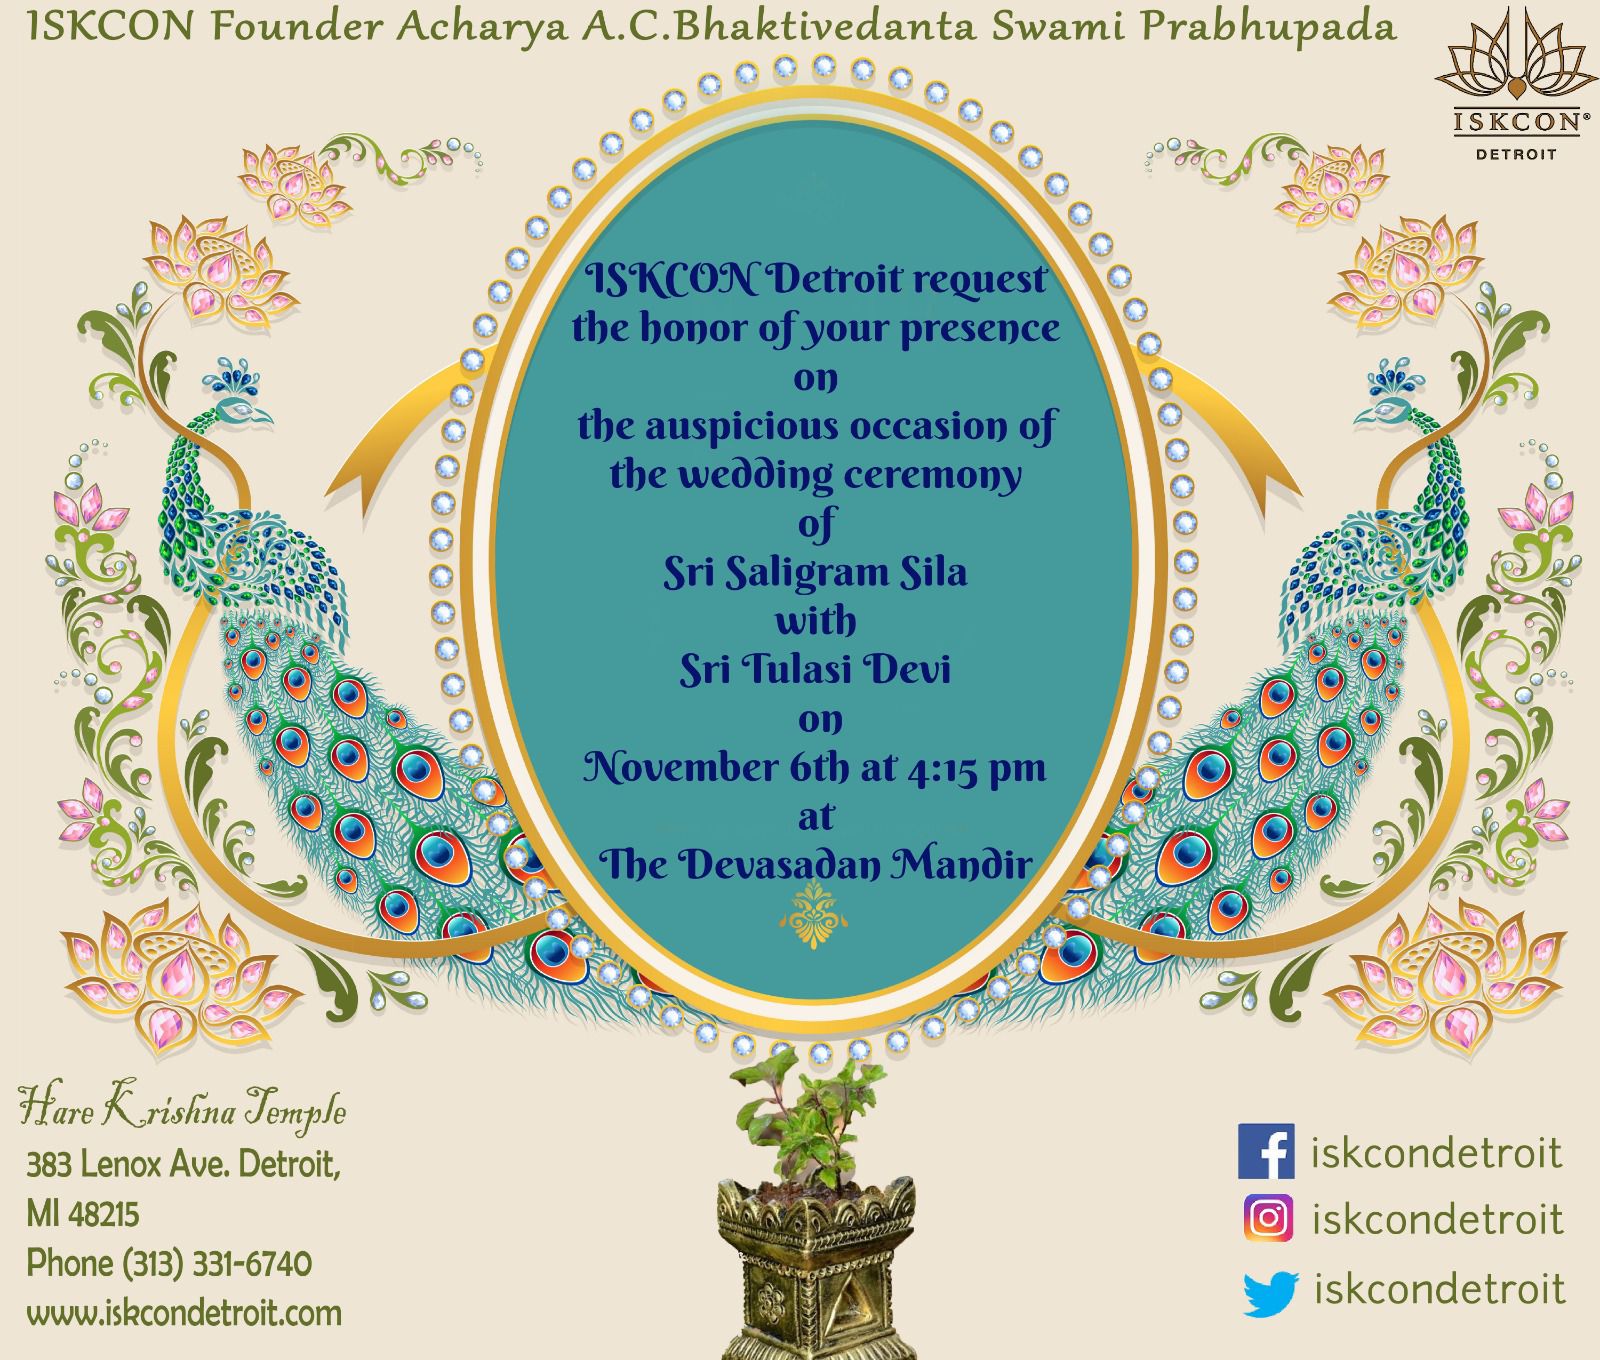 ISKCON Founder Acharya A.C.Bhaktivedanta Swami Prabhupada
ISKCON®
DETROIT
ISKCON Detroit request
the honor of your presence
on
the auspicious occasion of
the wedding ceremony
of
Sri Saligram Sila
with
Sri Tulasi Devi
on
November 6th at 4:15 pm
at
The Devasadan Mandir
Hare Krishna Temple
383 Lenox Ave. Detroit,
MI 48215
Phone (313) 331-6740
www.iskcondetroit.com
iskcondetroit
iskcondetroit
iskcondetroit